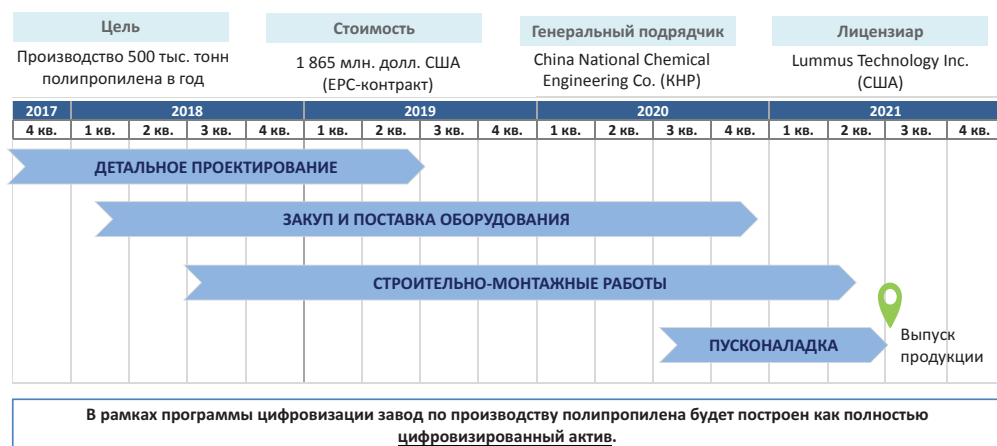 Цель
Стоимость
Генеральный подрядчик
Лицензиар
Производство 500 тыс. тонн
полипропилена в год
1 865 млн. долл. США
(EPC-контракт)
China National Chemical
Engineering Co. (КНР)
Lummus Technology Inc.
(США)
2017 2018 2019 2020 2021
4 кв. 1 кв. 2 кв. 3 кв. 4 кв. 1 кв. 2 кв. 3 кв. 4 кв. 1 кв. 2 кв. 3 кв. 4 кв. 1 кв. 2 кв. 3 кв. 4 кв.
ДЕТАЛЬНОЕ ПРОЕКТИРОВАНИЕ
ЗАКУП И ПОСТАВКА ОБОРУДОВАНИЯ
СТРОИТЕЛЬНО-МОНТАЖНЫЕ РАБОТЫ
ПУСКОНАЛАДКА
Выпуск
продукции
В рамках программы цифровизации завод по производству полипропилена будет построен как полностью
цифровизированный актив.